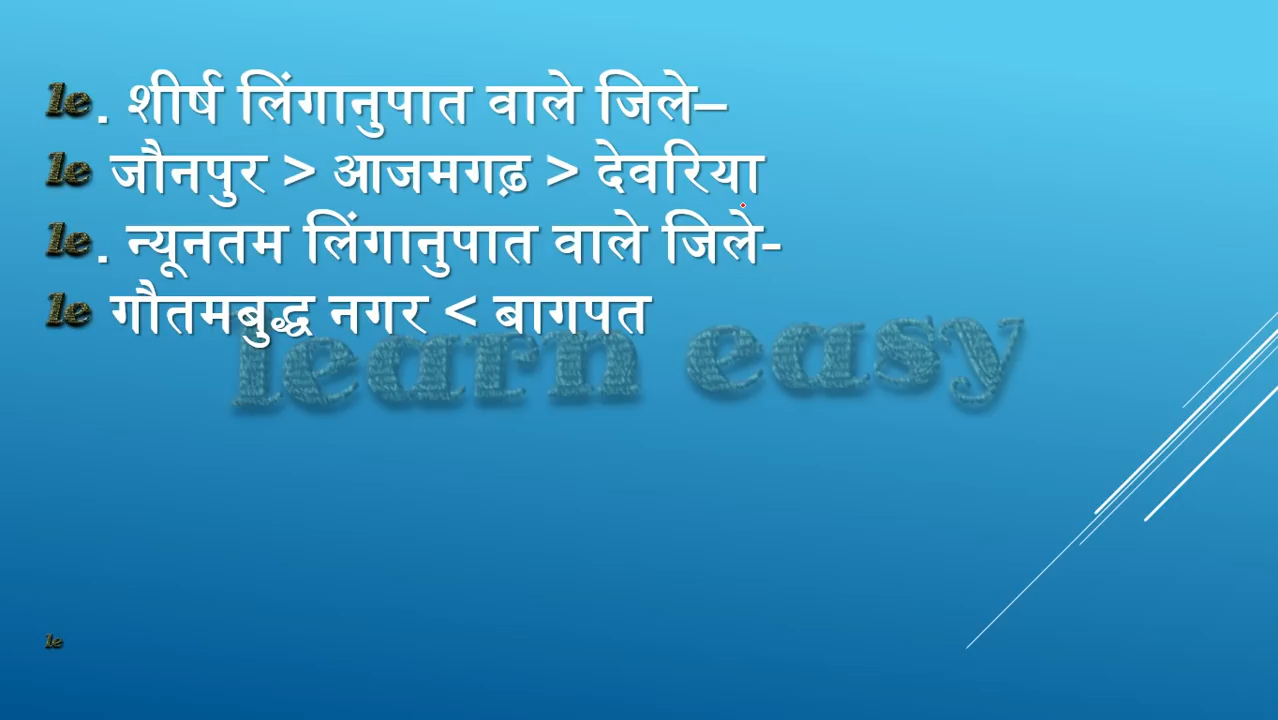 le . शीर्ष लिंगानुपात वाले जिले–
le जौनपुर > आजमगढ़ > देवरिया
le . न्यूनतम लिंगानुपात वाले जिले-
le गौतमबुद्ध नगर < बागपत
learn easy
le